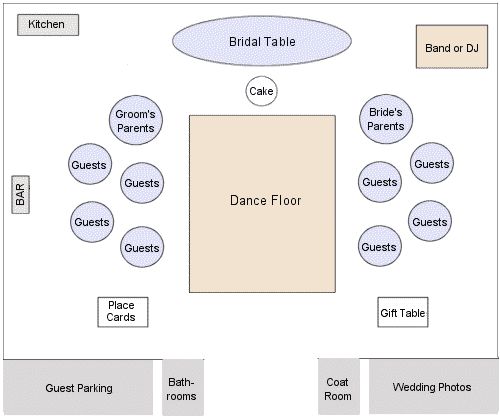 Kitchen
Bridal Table
Band or DJ
Cake
Groom's
Parents
Bride's
Parents
Guests
Guests
Guests
Guests
BAR
Dance Floor
Guests
Guests
Guests
Guests
Place
Cards
Gift Table
Guest Parking
Bath-
rooms
Coat
Room
Wedding Photos